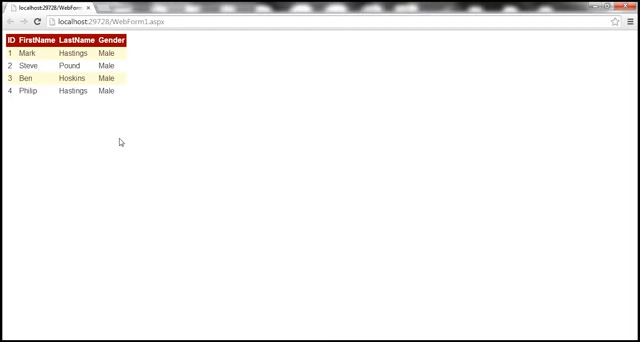 localhost:29728/WebForm
localhost:29728/WebForm1.aspx
ID FirstName LastName Gender
1 Mark Hastings Male
2 Steve Pound Male
3 Ben Hoskins Male
4 Philip Hastings Male